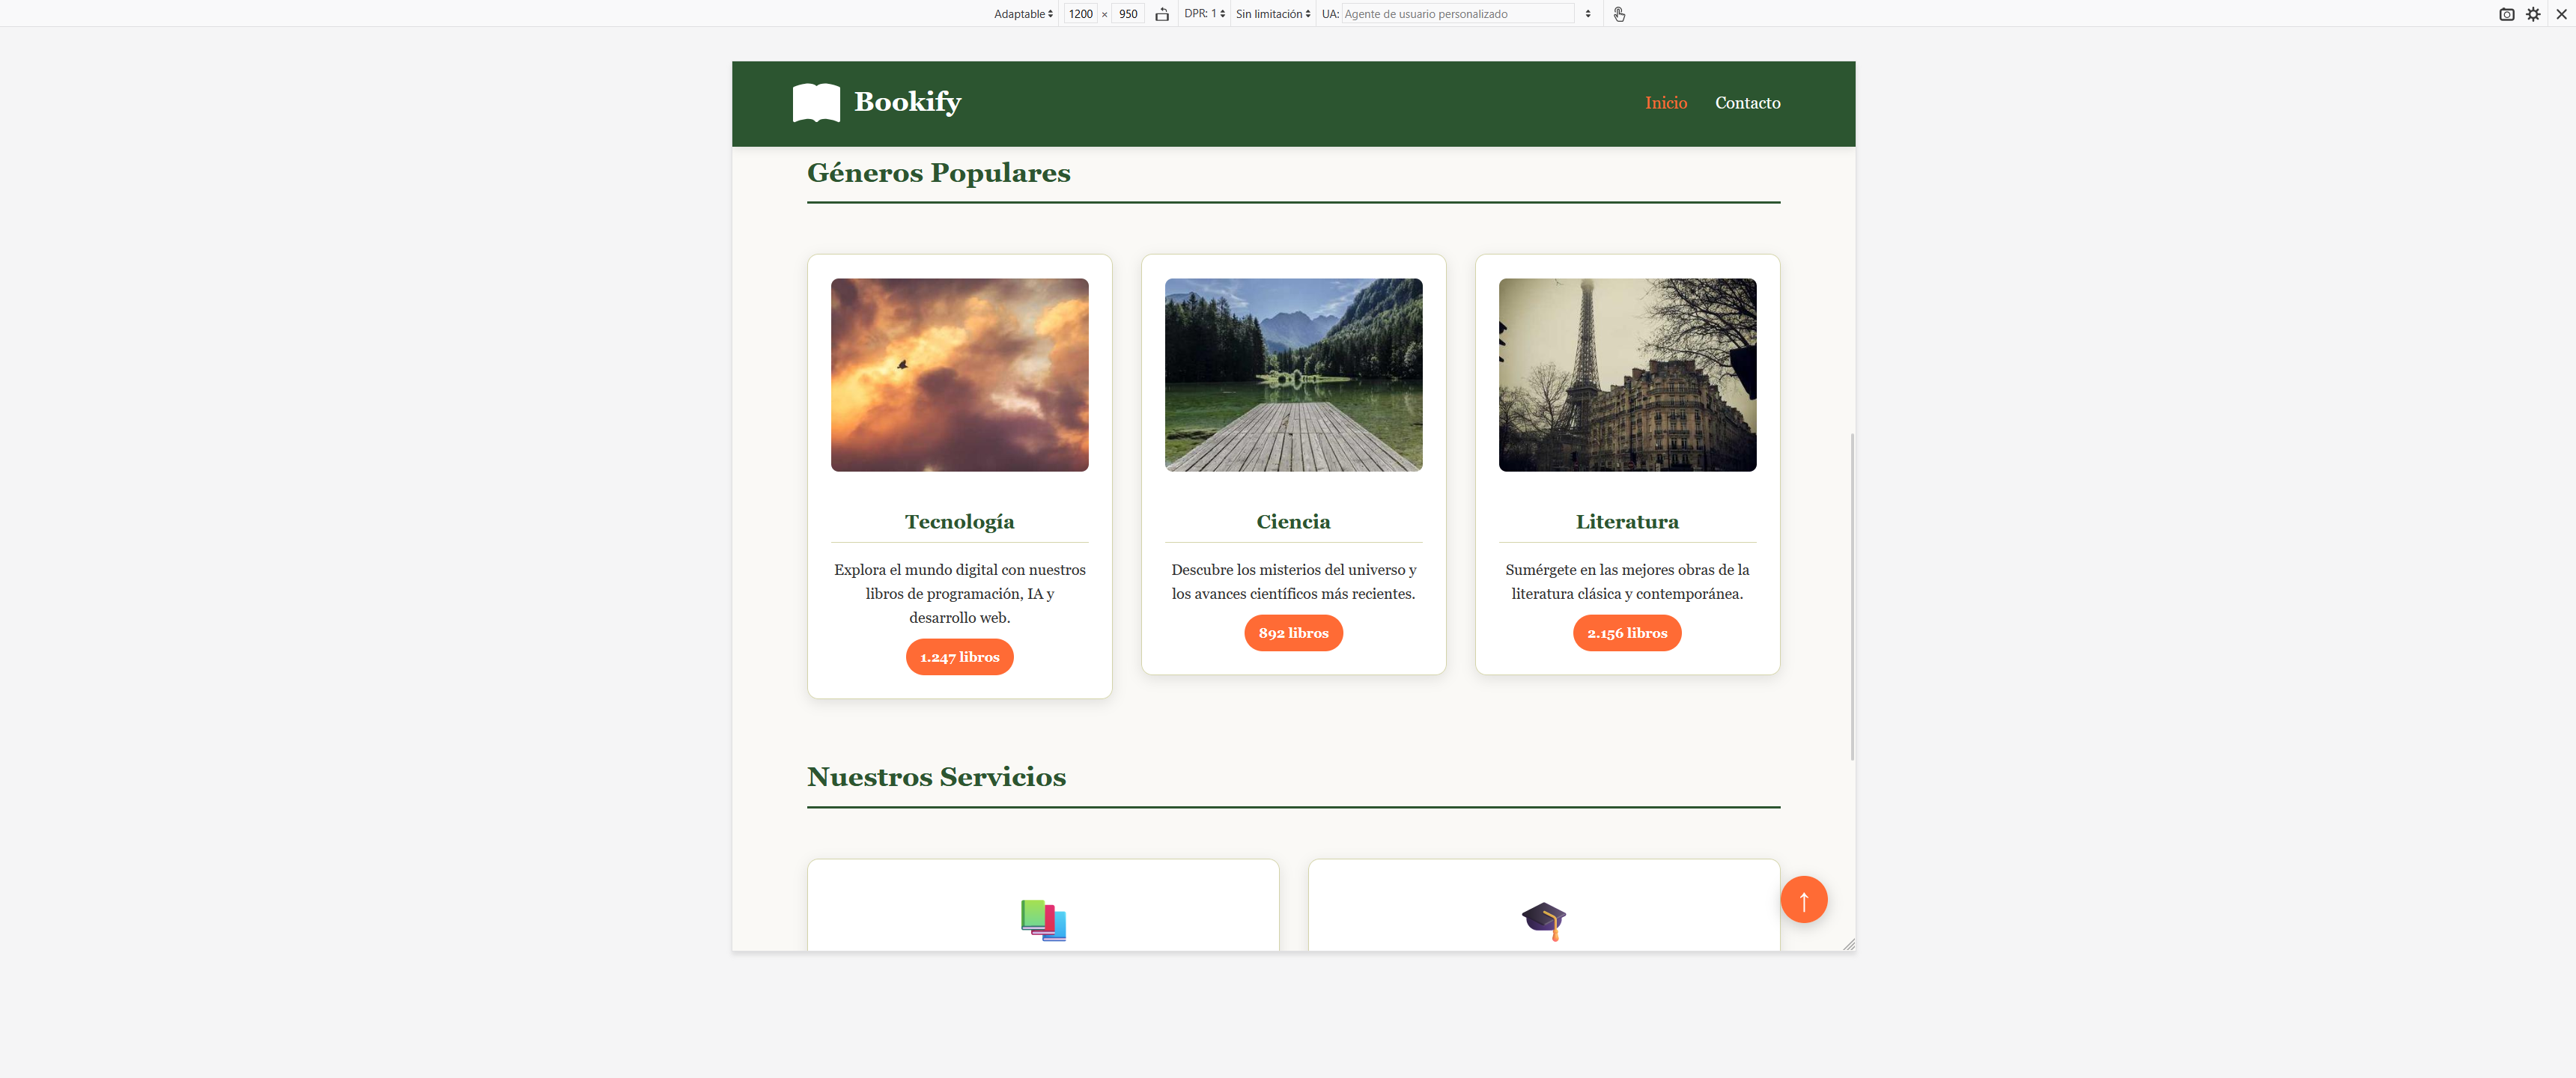 Adaptable 1200 × 950 DPR: 1 Sin limitación UA: Agente de usuario personalizado
Bookify
Inicio Contacto
Géneros Populares
Tecnología
Explora el mundo digital con nuestros
libros de programación, IA y
desarrollo web.
1.247 libros
Ciencia
Descubre los misterios del universo y
los avances científicos más recientes.
892 libros
Literatura
Sumérgete en las mejores obras de la
literatura clásica y contemporánea.
2.156 libros
Nuestros Servicios
↑